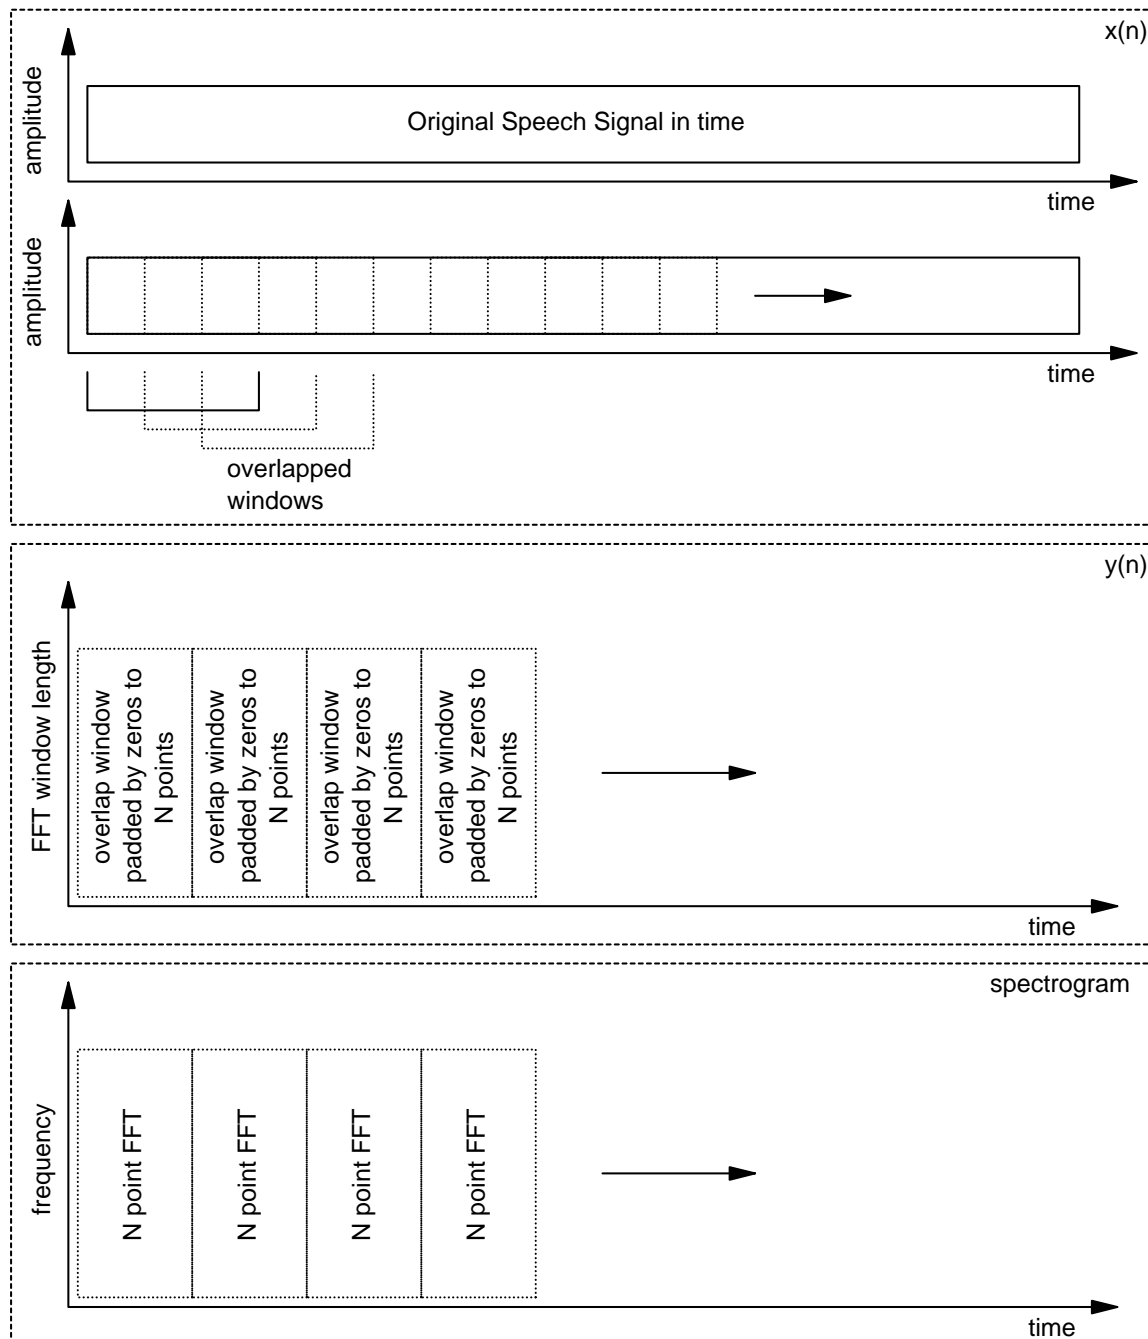 x(n)
amplitude
Original Speech Signal in time
time
amplitude
time
overlapped
windows
y(n)
FFT window length
overlap window
padded by zeros to
N points
overlap window
padded by zeros to
N points
overlap window
padded by zeros to
N points
overlap window
padded by zeros to
N points
time
spectrogram
frequency
N point FFT
N point FFT
N point FFT
N point FFT
time